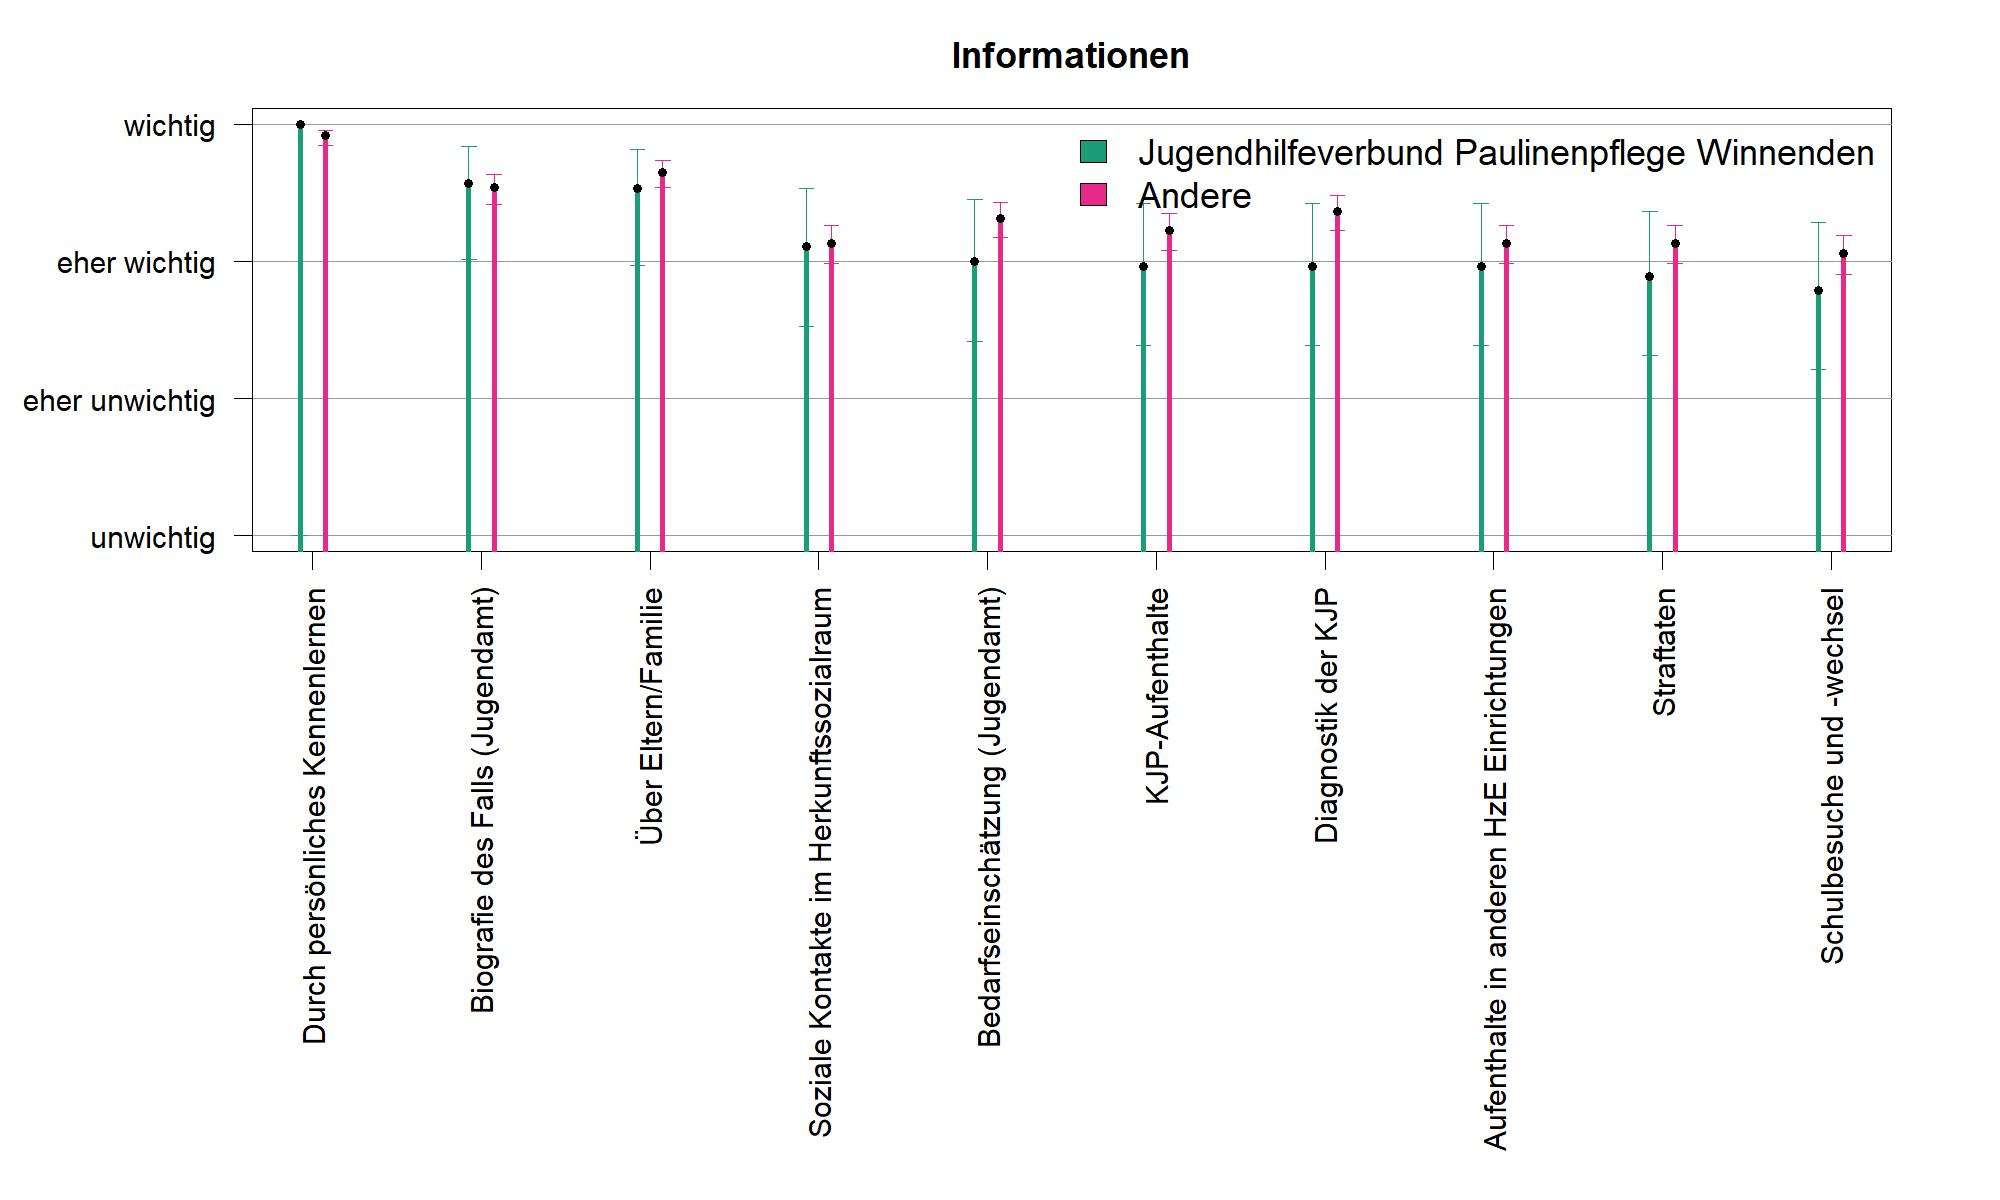 Informationen
wichtig
eher wichtig
eher unwichtig
unwichtig
Jugendhilfeverbund Paulinenpflege Winnenden
Andere
Durch persönliches Kennenlernen
Biografie des Falls (Jugendamt)
Über Eltern/Familie
Soziale Kontakte im Herkunftssozialraum
Bedarfseinschätzung (Jugendamt)
KJP-Aufenthalte
Diagnostik der KJP
Aufenthalte in anderen HzE Einrichtungen
Straftaten
Schulbesuche und -wechsel